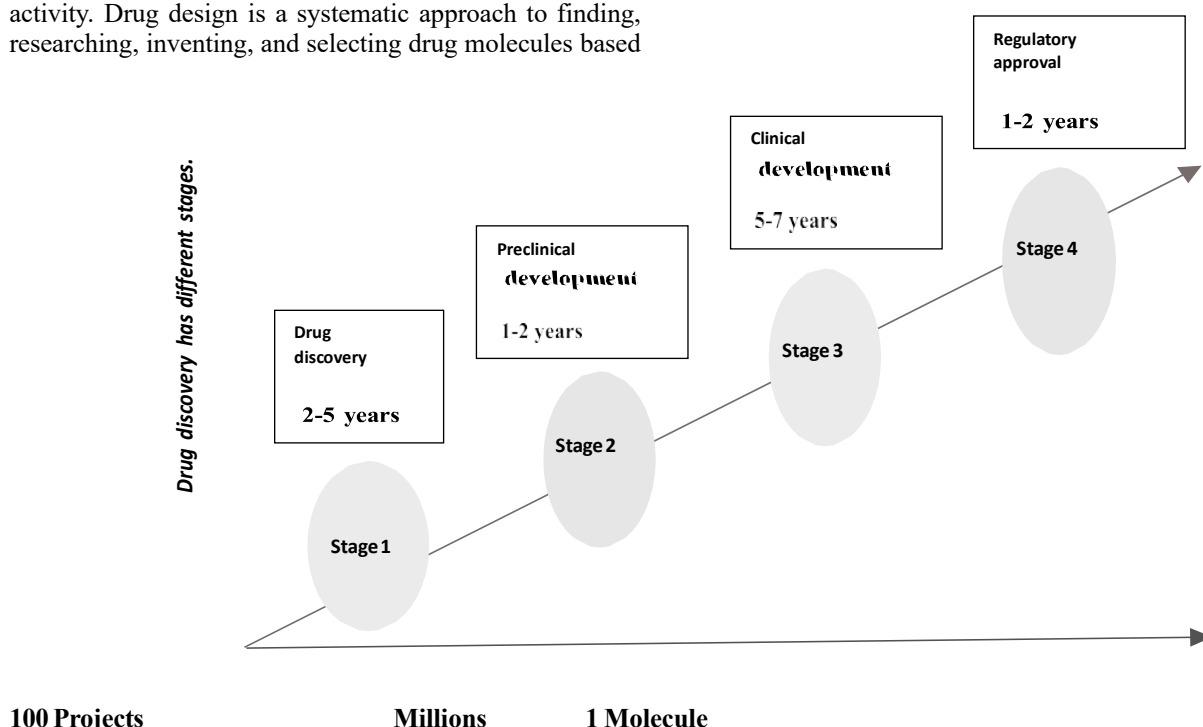 activity. Drug design is a systematic approach to finding,
researching, inventing, and selecting drug molecules based
Regulatory
approval
1-2 years
Clinical
development
5-7 years
Stage 4
Preclinical
development
1-2 years
Stage 3
Drug
discovery
2-5 years
Stage 2
Stage 1
Drug discovery has different stages.
100 Projects Millions 1 Molecule